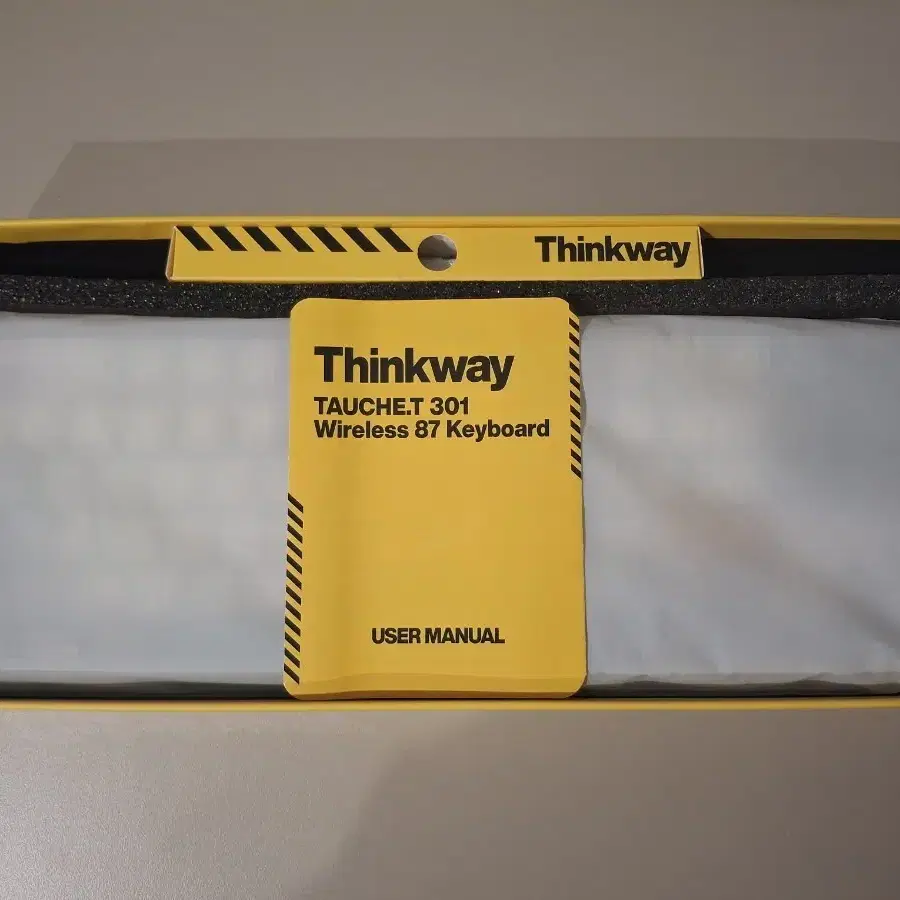 Thinkway
Thinkway
TAUCHE.T 301
Wireless 87 Keyboard
USER MANUAL